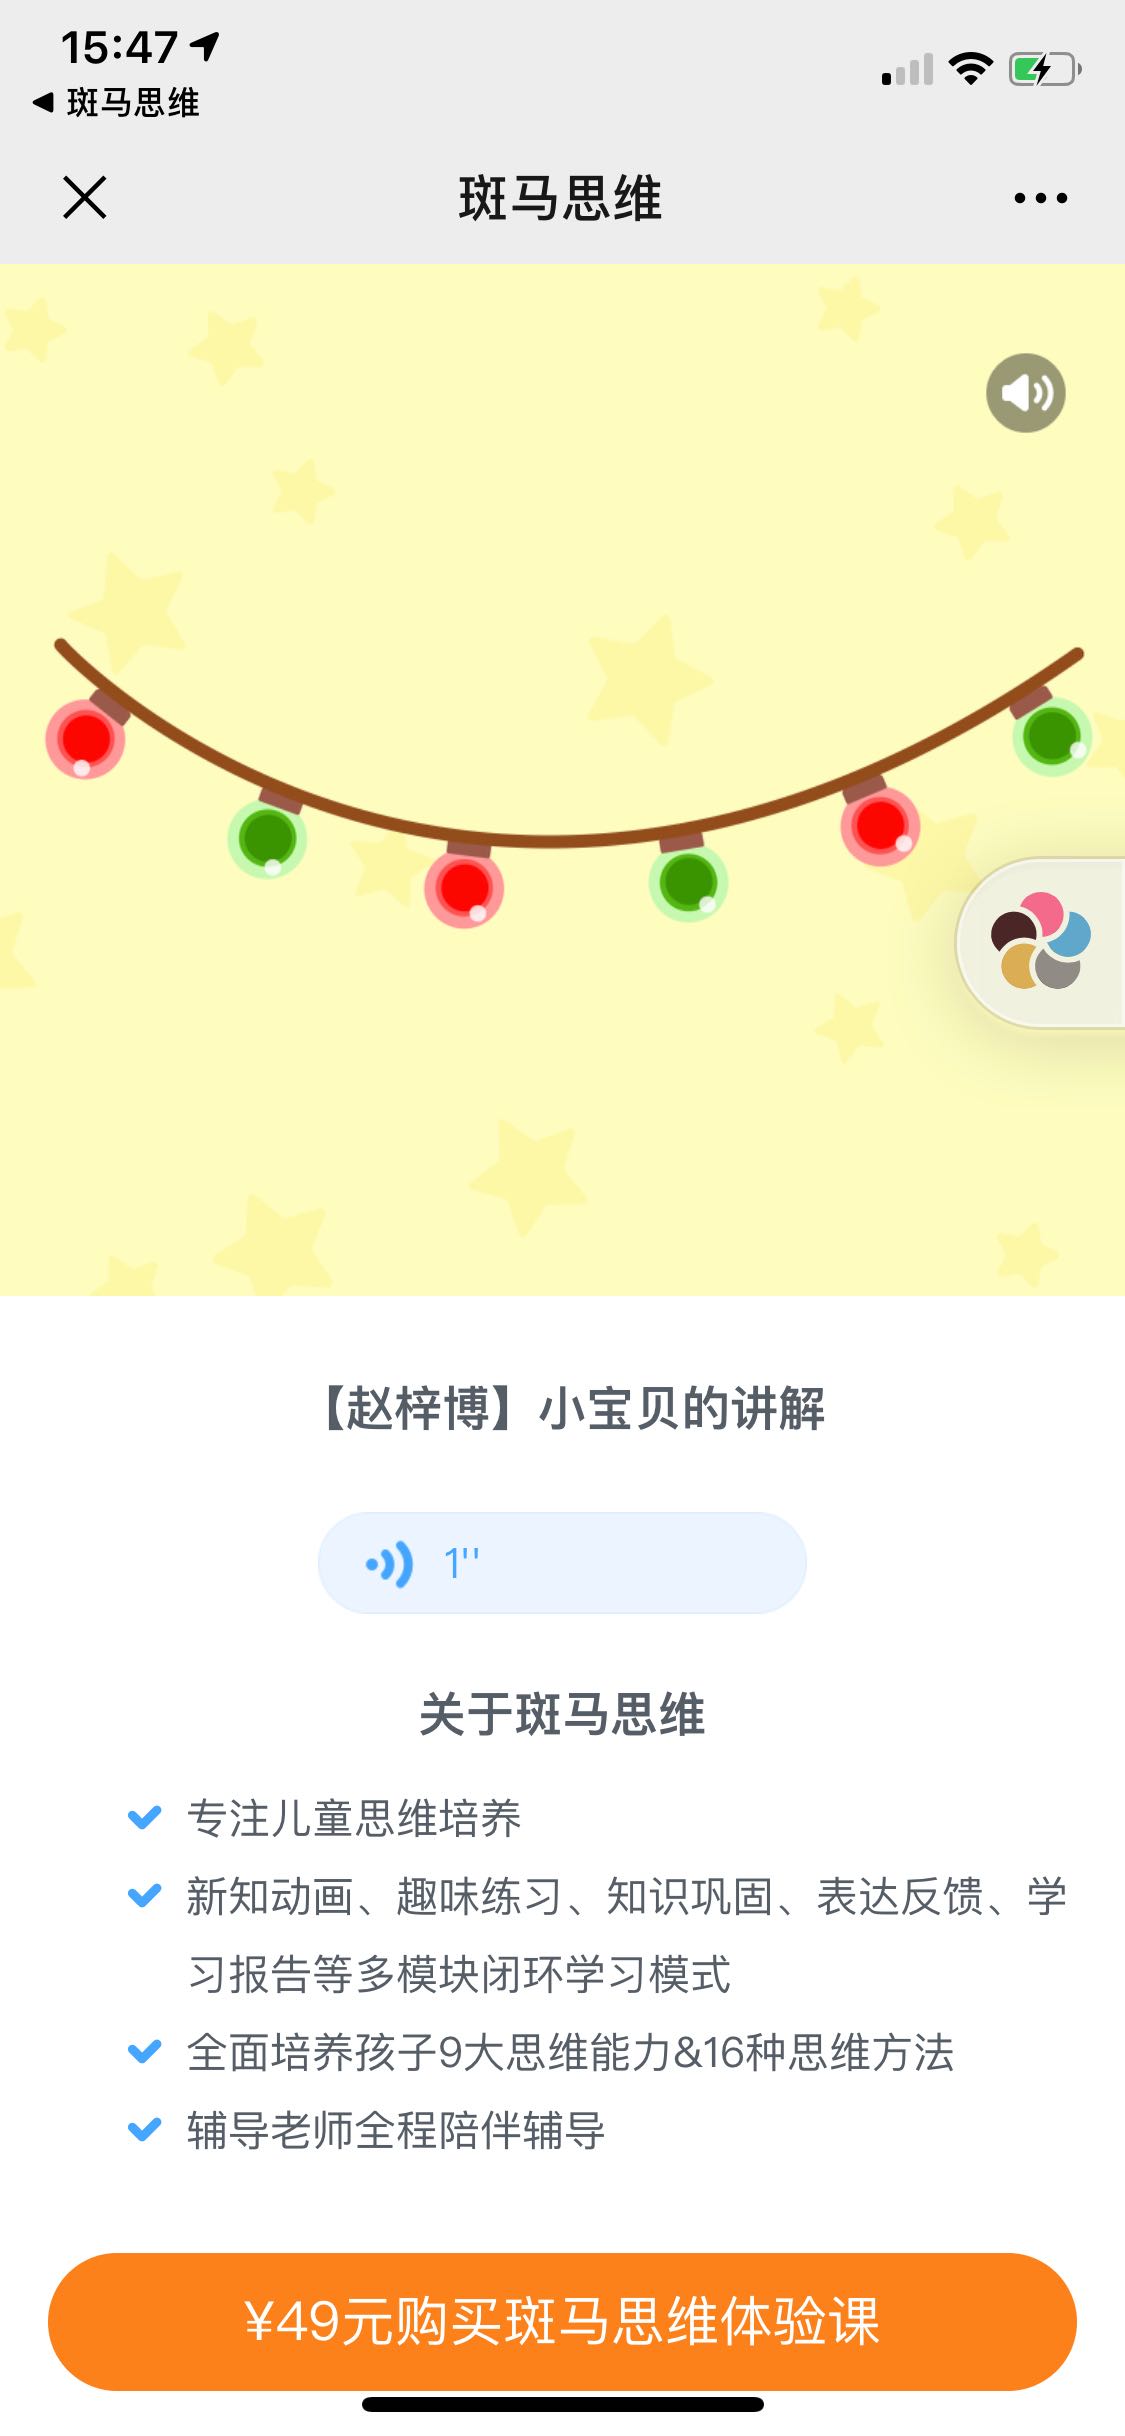 15:47
斑马思维
斑马思维
【赵梓博】小宝贝的讲解
1''
关于斑马思维
专注儿童思维培养
新知动画、趣味练习、知识巩固、表达反馈、学
习报告等多模块闭环学习模式
全面培养孩子9大思维能力&16种思维方法
辅导老师全程陪伴辅导
¥49元购买斑马思维体验课